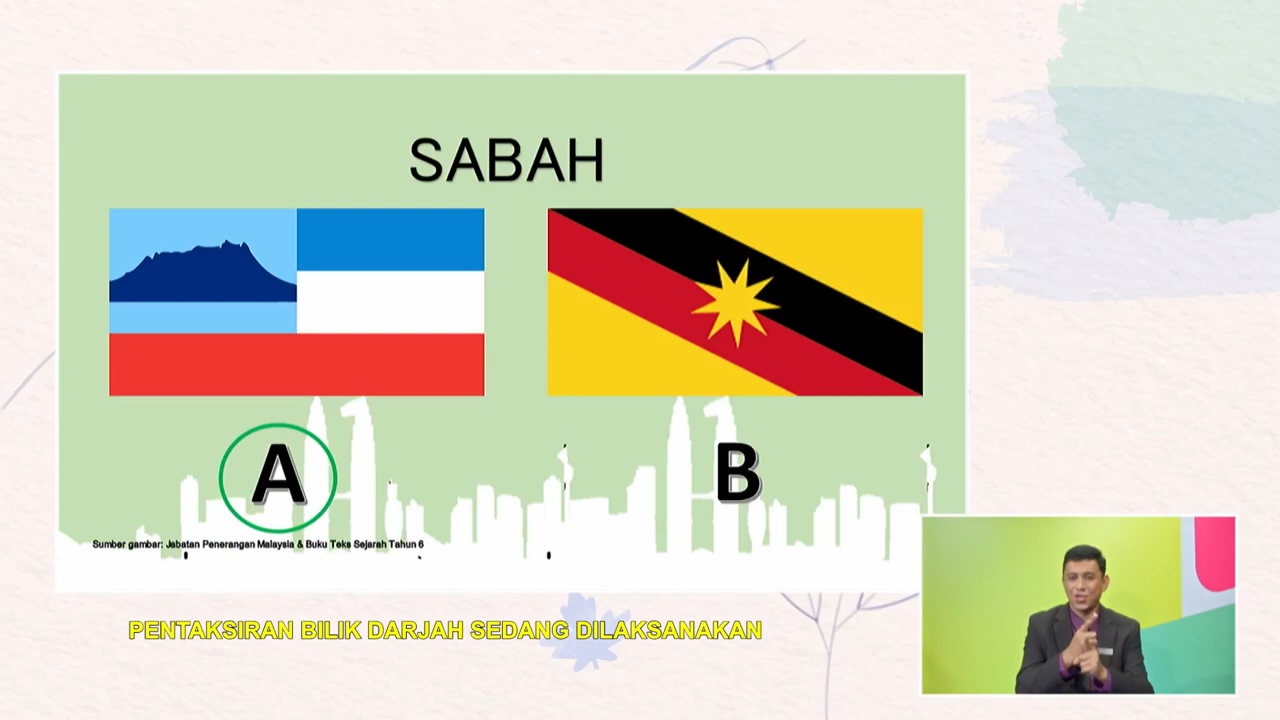 SABAH
A
B
Sumber gambar: Jabatan Penerangan Malaysia & Buku Teks Sejarah Tahun 6
PENTAKSIRAN BILIK DARJAH SEDANG DILAKSANAKAN